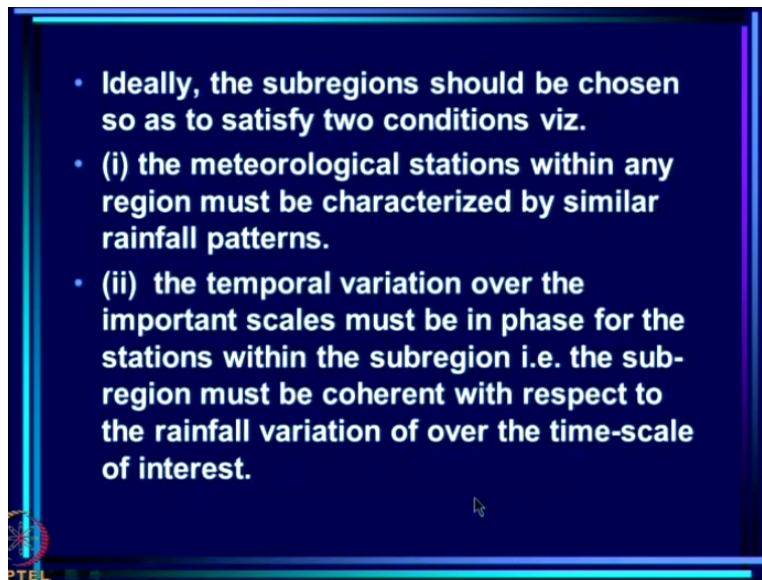 • Ideally, the subregions should be chosen
so as to satisfy two conditions viz.
• (i) the meteorological stations within any
region must be characterized by similar
rainfall patterns.
• (ii) the temporal variation over the
important scales must be in phase for the
stations within the subregion i.e. the sub-
region must be coherent with respect to
the rainfall variation of over the time-scale
of interest.
PTEL